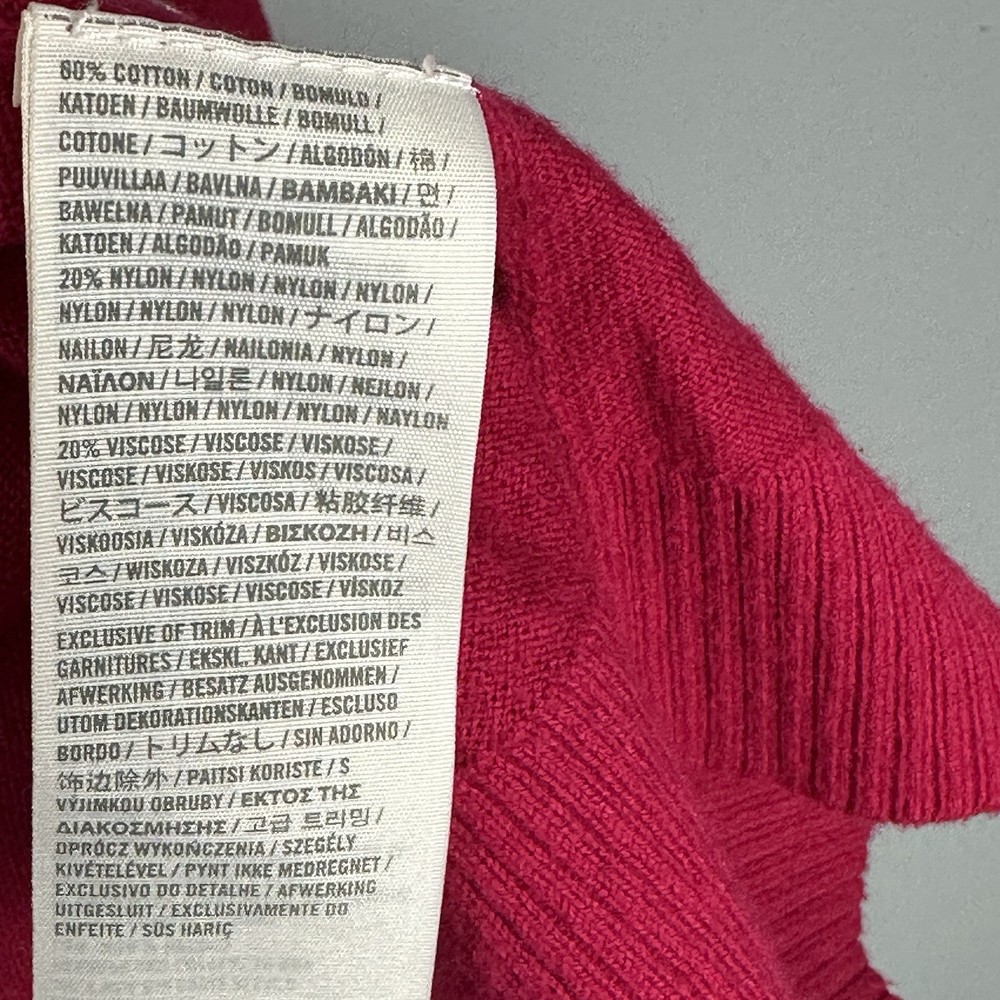 60% COTTON / COTON / BOMULD /
KATOEN / BAUMWOLLE / BOMULL /
COTONE / コットン / ALGODÓN / 棉 /
PUUVILLAA / BAVLNA / BAMBAKI / 면 /
BAWEŁNA / PAMUT / BOMULL / ALGODÃO /
KATOEN / ALGODÃO / PAMUK
20% NYLON / NYLON / NYLON / NYLON /
NYLON / NYLON / NYLON / ナイロン /
NAILON / 尼龙 / NAILONIA / NYLON /
ΝΑΪΛΟΝ / 나일론 / NYLON / NEJLON /
NYLON / NYLON / NYLON / NYLON / NAYLON
20% VISCOSE / VISCOSE / VISKOSE /
VISCOSE / VISKOSE / VISKOS / VISCOSA /
ビスコース / VISCOSA / 粘胶纤维 /
VISKOOSIA / VISKÓZA / ΒΙΣΚΟΖΗ / 비스
코스 / WISKOZA / VISZKÓZ / VISKOSE /
VISCOSE / VISKOSE / VISCOSE / VİSKOZ
EXCLUSIVE OF TRIM / À L'EXCLUSION DES
GARNITURES / EKSKL. KANT / EXCLUSIEF
AFWERKING / BESATZ AUSGENOMMEN /
UTOM DEKORATIONSKANTEN / ESCLUSO
BORDO / トリムなし / SIN ADORNO /
饰边除外 / PAITSI KORISTE / S
VÝJIMKOU OBRUBY / ΕΚΤΟΣ ΤΗΣ
ΔΙΑΚΟΣΜΗΣΗΣ / 고급 트리밍 /
OPRÓCZ WYKOŃCZENIA / SZEGÉLY
KIVÉTELÉVEL / PYNT IKKE MEDREGNET /
EXCLUSIVO DO DETALHE / AFWERKING
UITGESLUIT / EXCLUSIVAMENTE DO
ENFEITE / SÜS HARİÇ